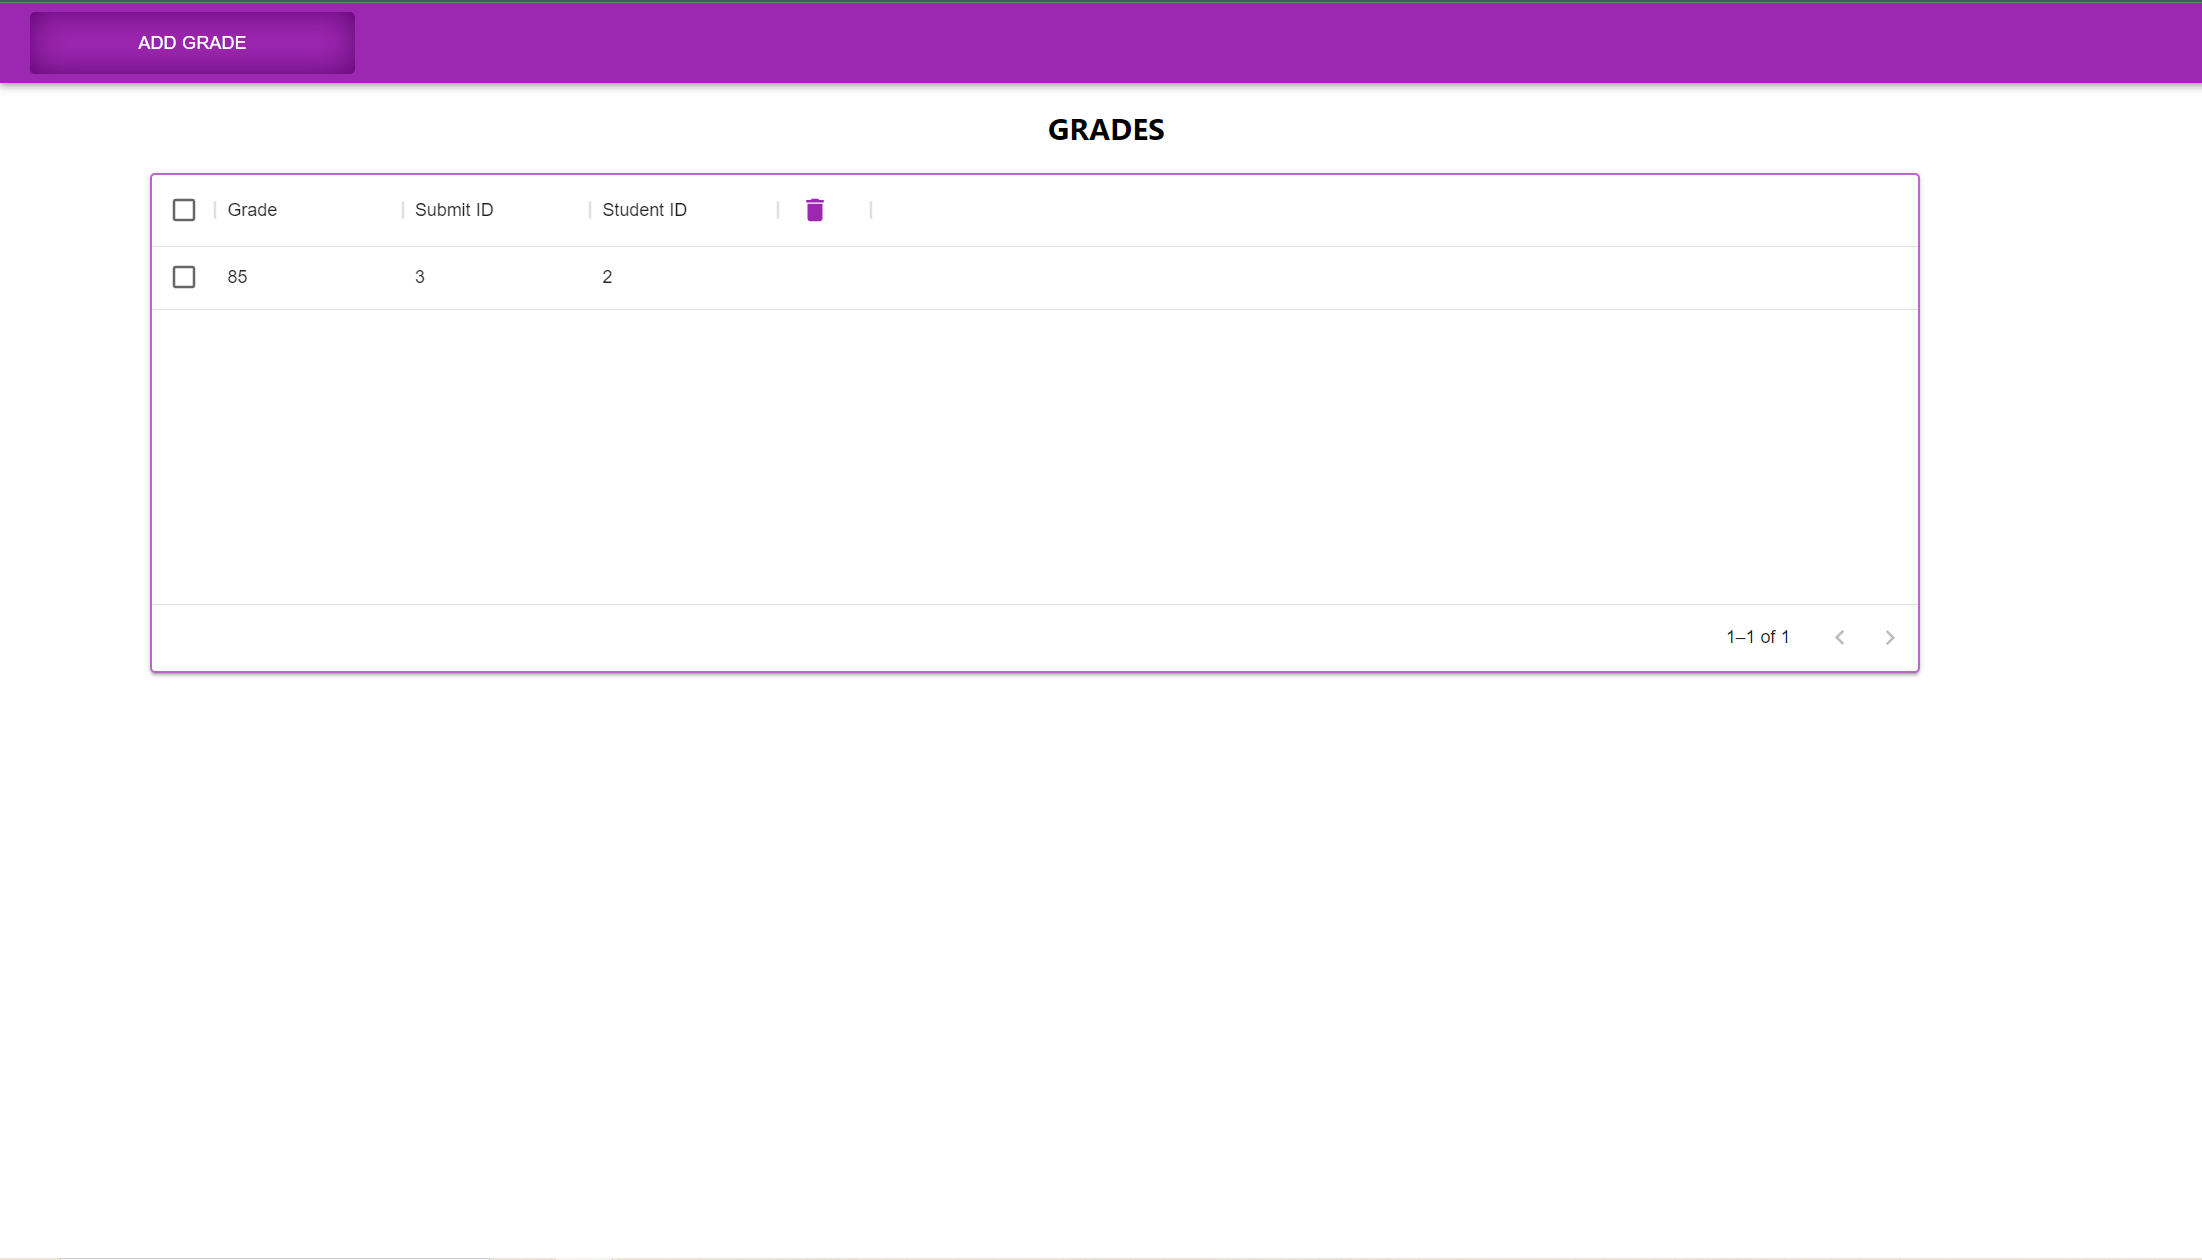 ADD GRADE
GRADES
Grade Submit ID Student ID
85 3 2
1–1 of 1